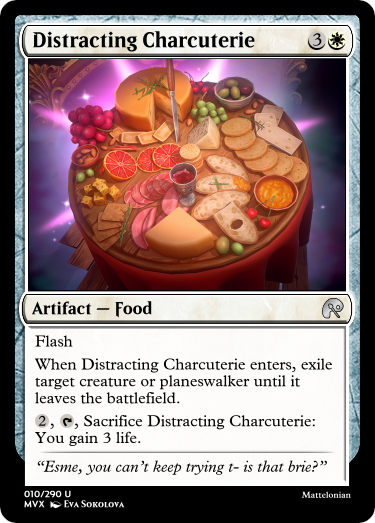 Distracting Charcuterie 3
Artifact — Food
Flash
When Distracting Charcuterie enters, exile
target creature or planeswalker until it
leaves the battlefield.
2, , Sacrifice Distracting Charcuterie:
You gain 3 life.
“Esme, you can’t keep trying t- is that brie?”
010/290 U
MVX Eva Sokolova
Mattelonian